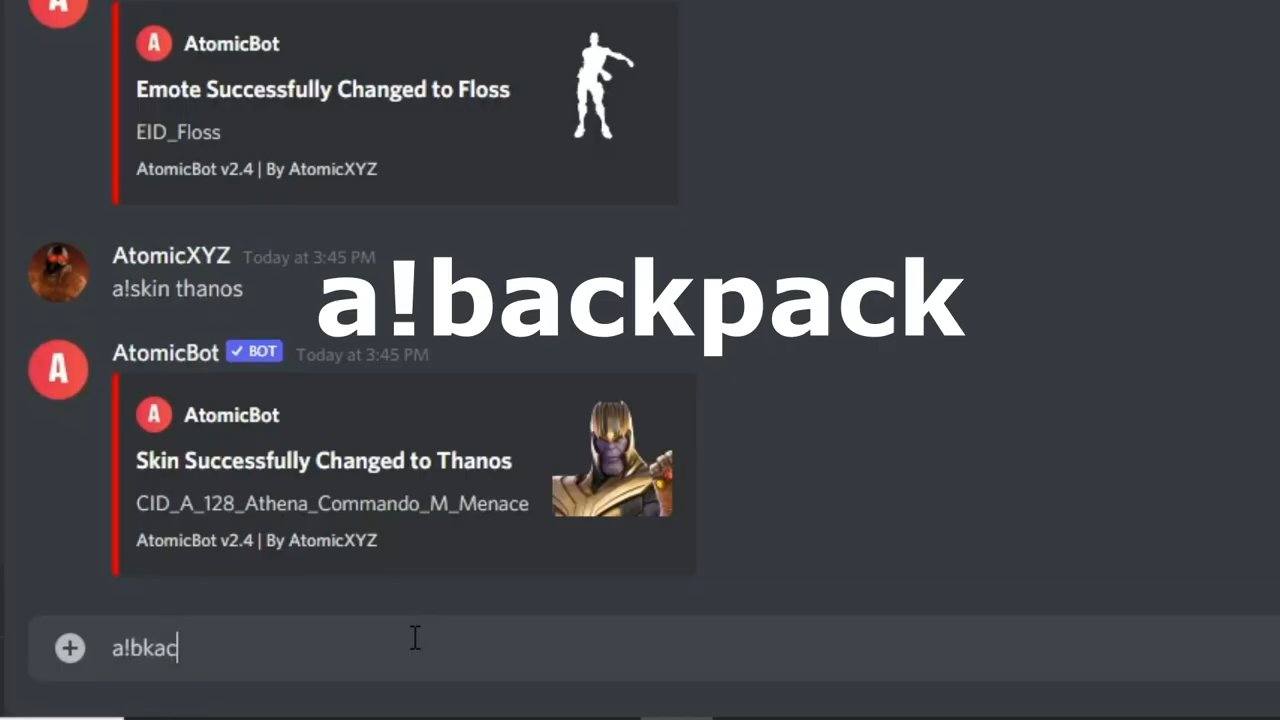 A
A AtomicBot
Emote Successfully Changed to Floss
EID_Floss
AtomicBot v2.4 | By AtomicXYZ
AtomicXYZ Today at 3:45 PM
a!skin thanos
a!backpack
A AtomicBot ✓ BOT Today at 3:45 PM
A AtomicBot
Skin Successfully Changed to Thanos
CID_A_128_Athena_Commando_M_Menace
AtomicBot v2.4 | By AtomicXYZ
a!bkac